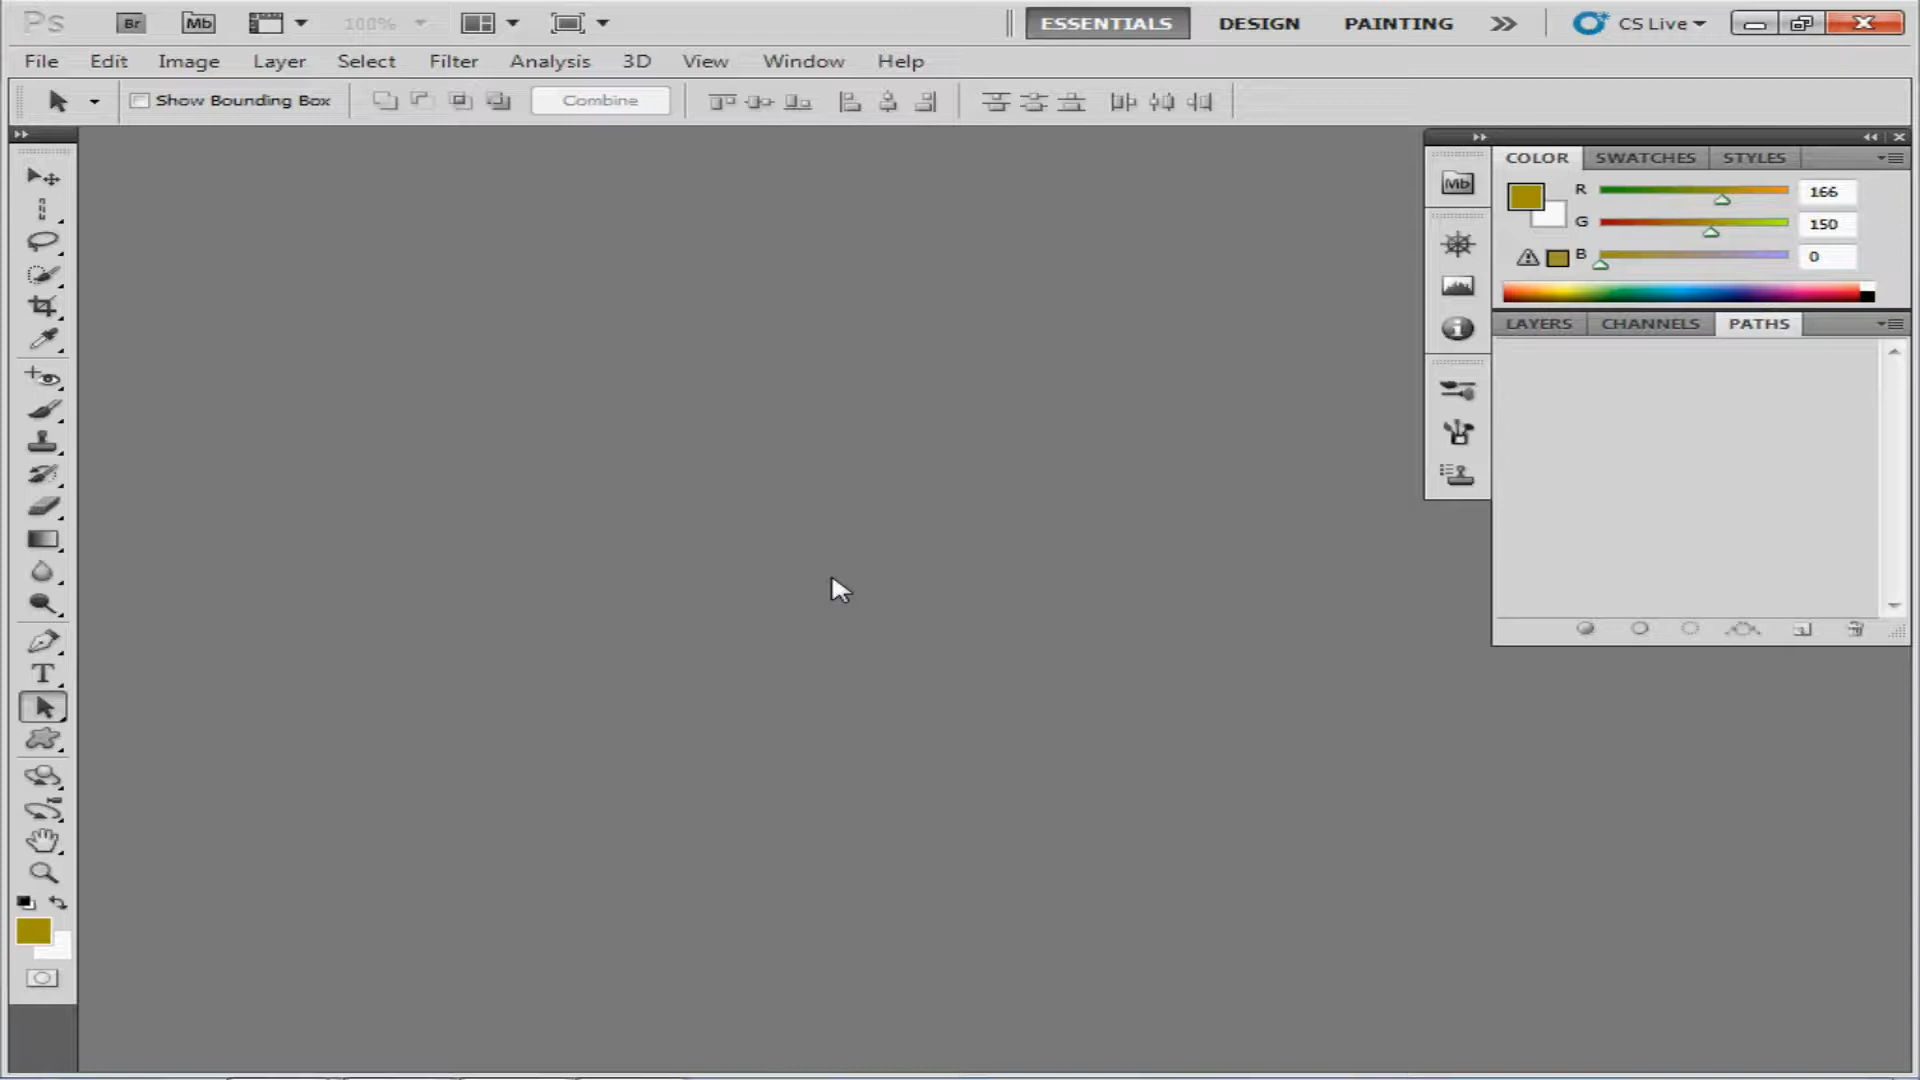 Ps Br Mb 100% ESSENTIALS DESIGN PAINTING CS Live
File Edit Image Layer Select Filter Analysis 3D View Window Help
Show Bounding Box Combine
COLOR SWATCHES STYLES
Mb
R 166
G 150
B 0
LAYERS CHANNELS PATHS
T